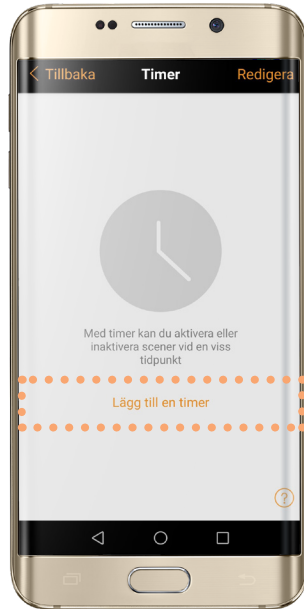 Tillbaka Timer Redigera
Med timer kan du aktivera eller
inaktivera scener vid en viss
tidpunkt
Lägg till en timer
?